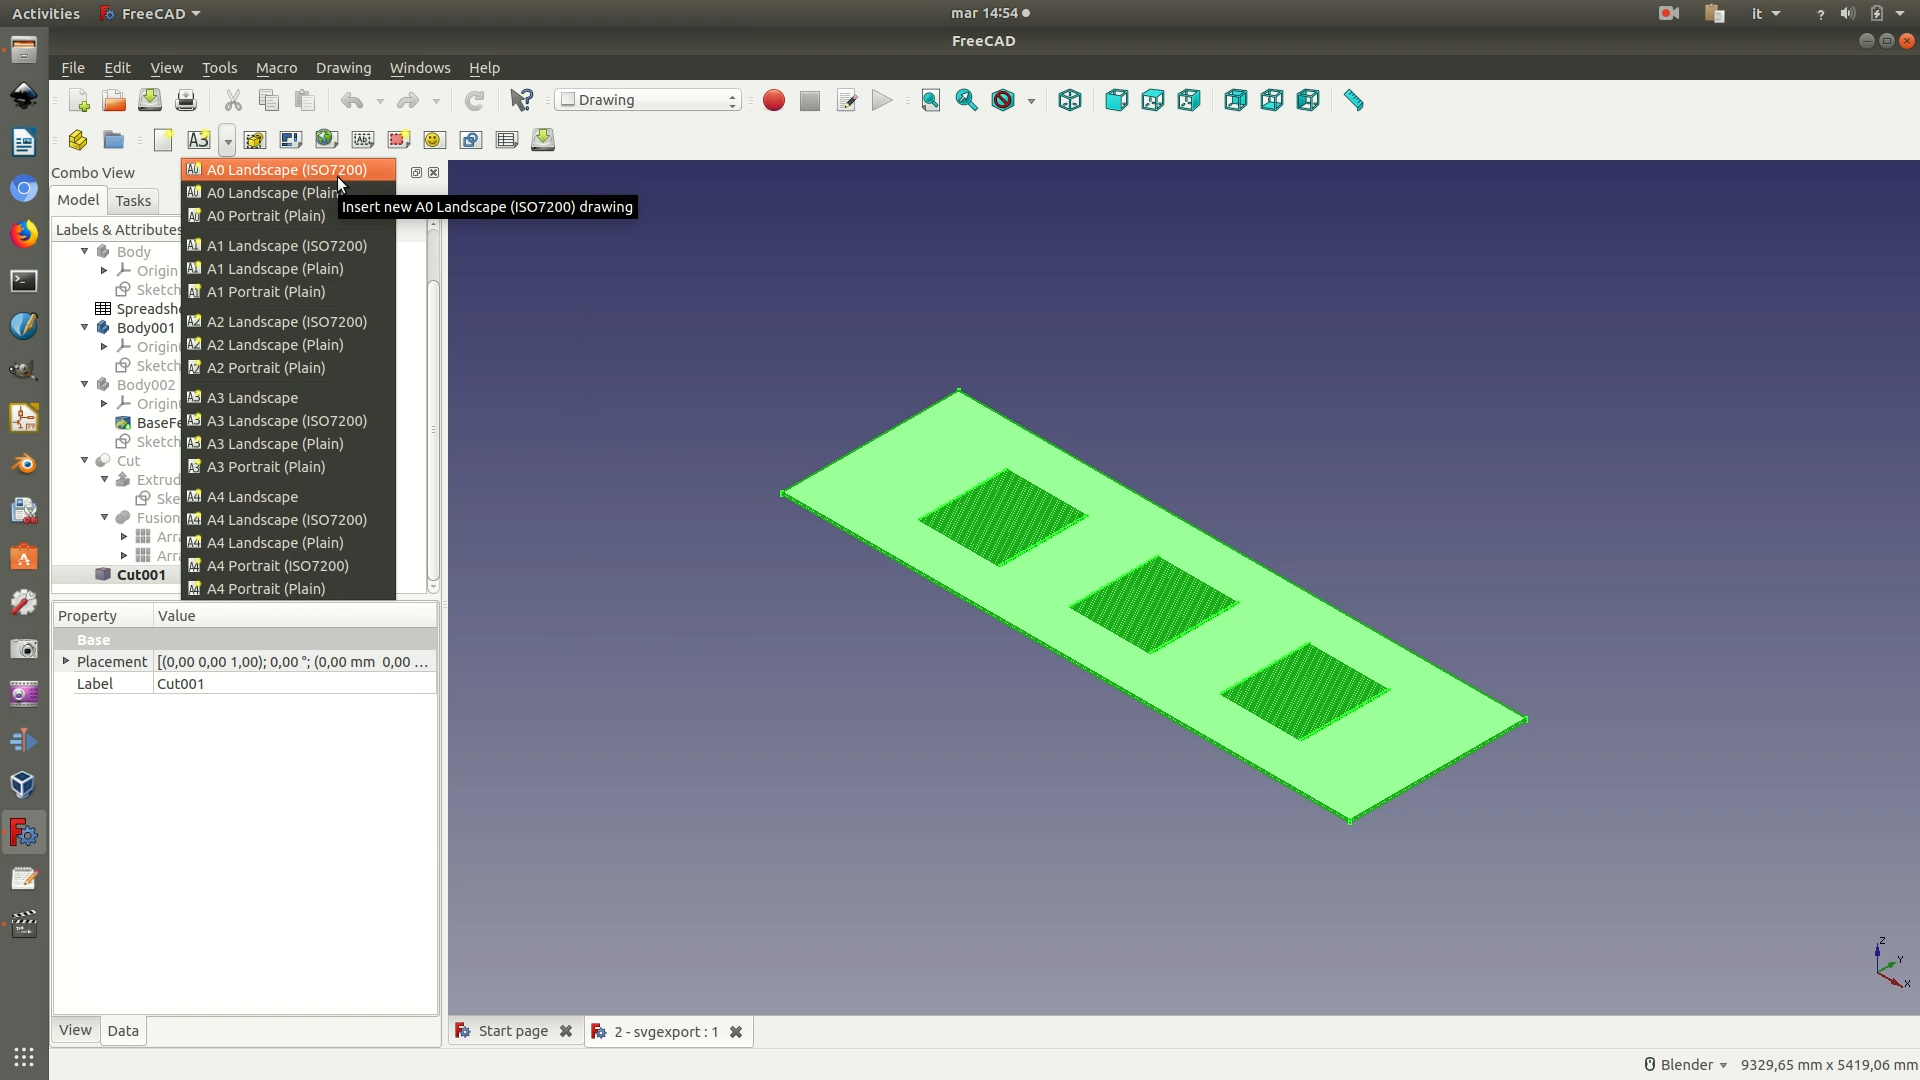 Activities
FreeCAD
mar 14:54
it
?
FreeCAD
File Edit View Tools Macro Drawing Windows Help
Drawing
A3
Combo View
Model Tasks
Labels & Attributes
Body
Origin
Sketch
Spreadshe
Body001
Origin
Sketch
Body002
Origin
BaseFe
Sketch
Cut
Extrud
Ske
Fusion
Arra
Arra
Cut001
A0 Landscape (ISO7200)
A0 Landscape (Plain
A0 Portrait (Plain)
A1 Landscape (ISO7200)
A1 Landscape (Plain)
A1 Portrait (Plain)
A2 Landscape (ISO7200)
A2 Landscape (Plain)
A2 Portrait (Plain)
A3 Landscape
A3 Landscape (ISO7200)
A3 Landscape (Plain)
A3 Portrait (Plain)
A4 Landscape
A4 Landscape (ISO7200)
A4 Landscape (Plain)
A4 Portrait (ISO7200)
A4 Portrait (Plain)
Insert new A0 Landscape (ISO7200) drawing
Property Value
Base
Placement [(0,00 0,00 1,00); 0,00 °; (0,00 mm 0,00 ...
Label Cut001
View Data
Start page
2 - svgexport : 1
Z
Y
X
Blender
9329,65 mm x 5419,06 mm